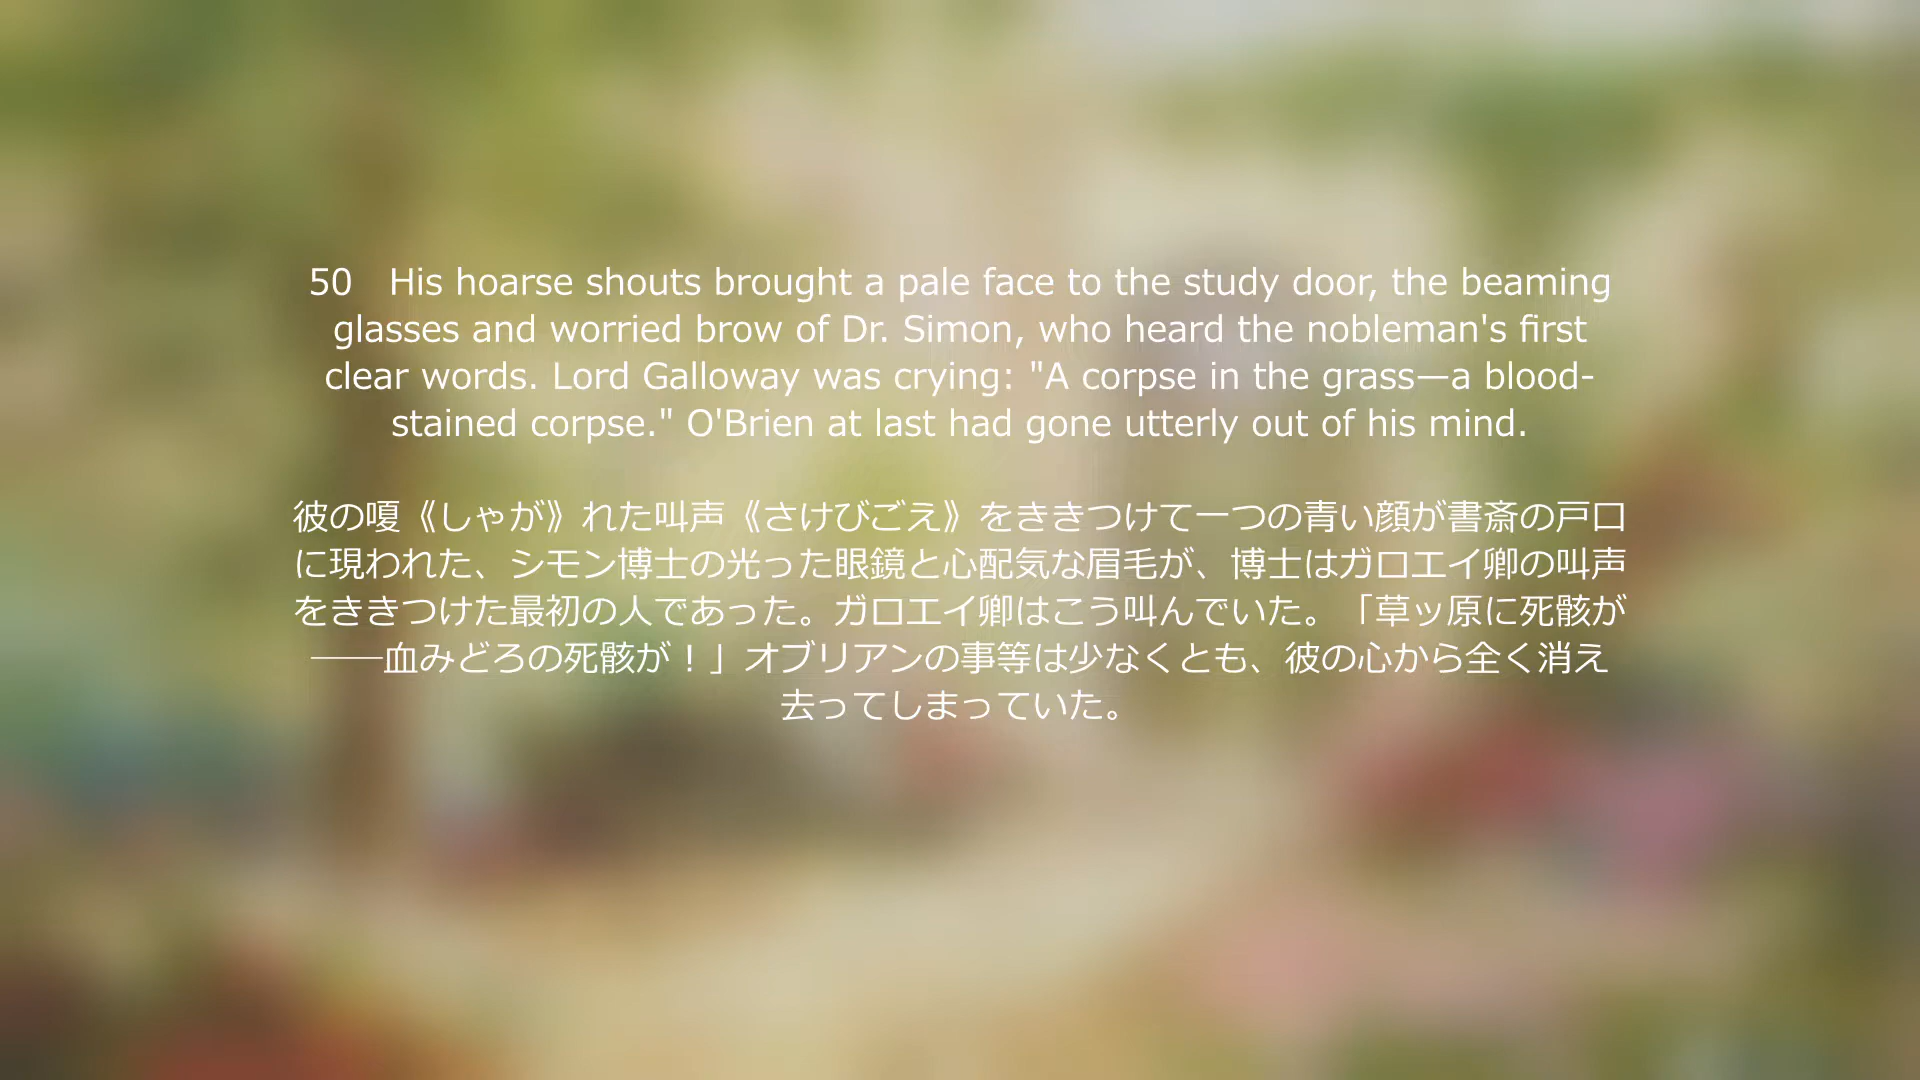 50 His hoarse shouts brought a pale face to the study door, the beaming
glasses and worried brow of Dr. Simon, who heard the nobleman's first
clear words. Lord Galloway was crying: "A corpse in the grass—a blood-
stained corpse." O'Brien at last had gone utterly out of his mind.
彼の嗄《しゃが》れた叫声《さけびごえ》をききつけて一つの青い顔が書斎の戸口
に現われた、シモン博士の光った眼鏡と心配気な眉毛が、博士はガロエイ卿の叫声
をききつけた最初の人であった。ガロエイ卿はこう叫んでいた。「草ッ原に死骸が
――血みどろの死骸が！」オブリアンの事等は少なくとも、彼の心から全く消え
去ってしまっていた。